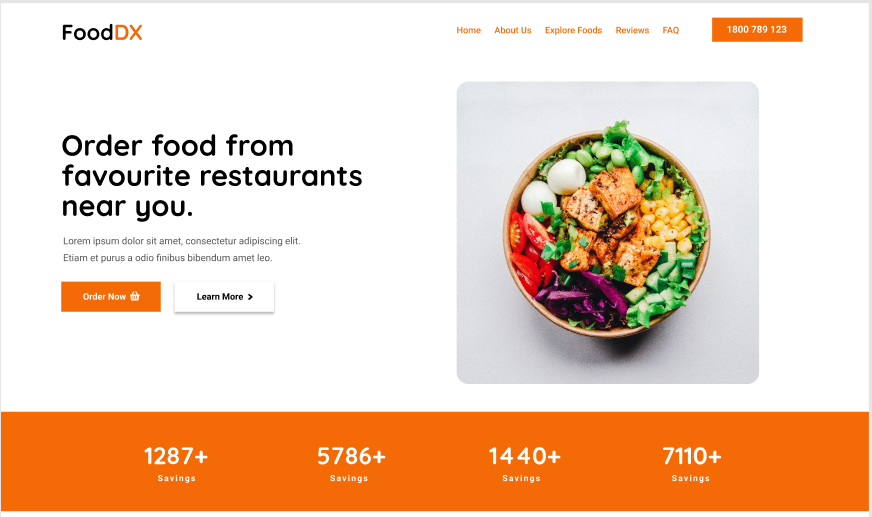 FoodDX
Home About Us Explore Foods Reviews FAQ 1800 789 123
Order food from
favourite restaurants
near you.
Lorem ipsum dolor sit amet, consectetur adipiscing elit.
Etiam et purus a odio finibus bibendum amet leo.
Order Now Learn More >
1287+ 5786+ 1440+ 7110+
Savings Savings Savings Savings